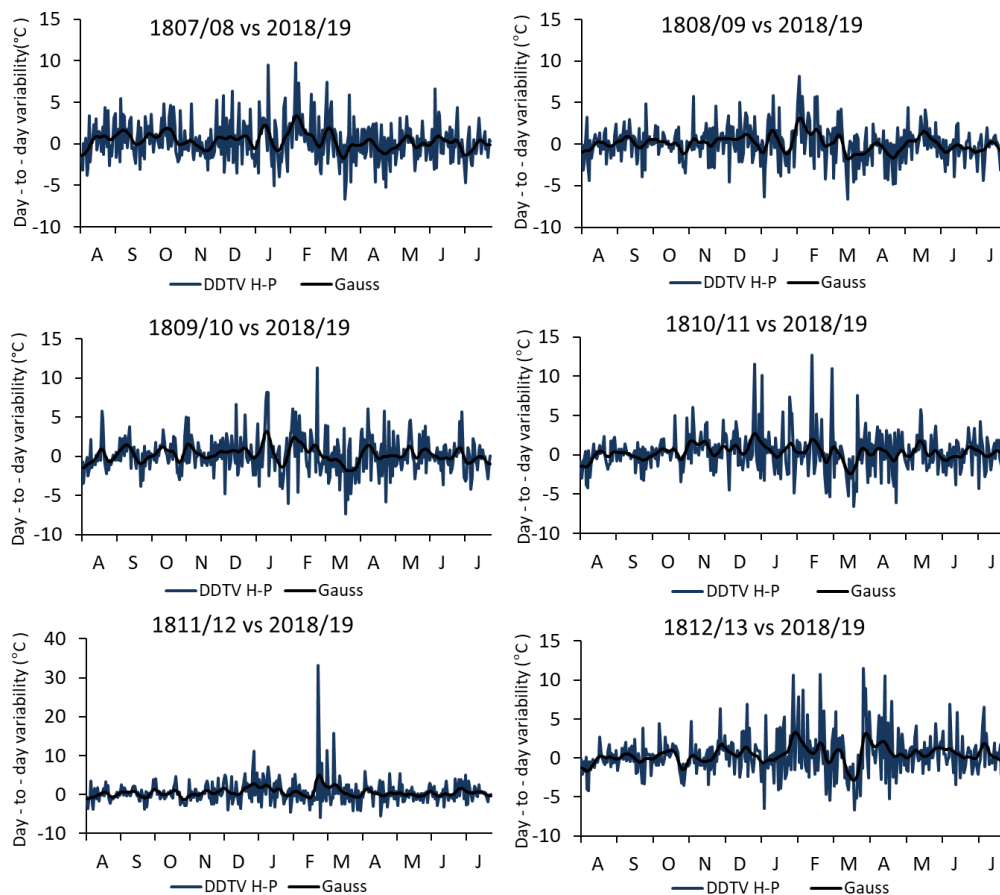 1807/08 vs 2018/19
Day - to - day variability(°C)
15
10
5
0
-5
-10
A S O N D J F M A M J J
DDTV H-P Gauss
1808/09 vs 2018/19
Day - to - day variability (°C )
15
10
5
0
-5
-10
A S O N D J F M A M J J
DDTV H-P Gauss
1809/10 vs 2018/19
Day - to - day variability (°C )
15
10
5
0
-5
-10
A S O N D J F M A M J J
DDTV H-P Gauss
1810/11 vs 2018/19
Day - to - day variability (°C )
15
10
5
0
-5
-10
A S O N D J F M A M J J
DDTV H-P Gauss
1811/12 vs 2018/19
Day - to - day variability (°C )
40
30
20
10
0
-10
A S O N D J F M A M J J
DDTV H-P Gauss
1812/13 vs 2018/19
Day - to - day variability (°C )
15
10
5
0
-5
-10
A S O N D J F M A M J J
DDTV H-P Gauss